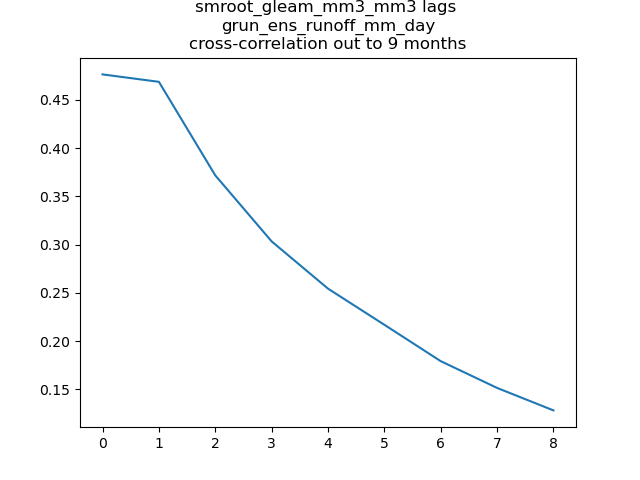 smroot_gleam_mm3_mm3 lags
grun_ens_runoff_mm_day
cross-correlation out to 9 months
0.45
0.40
0.35
0.30
0.25
0.20
0.15
0 1 2 3 4 5 6 7 8